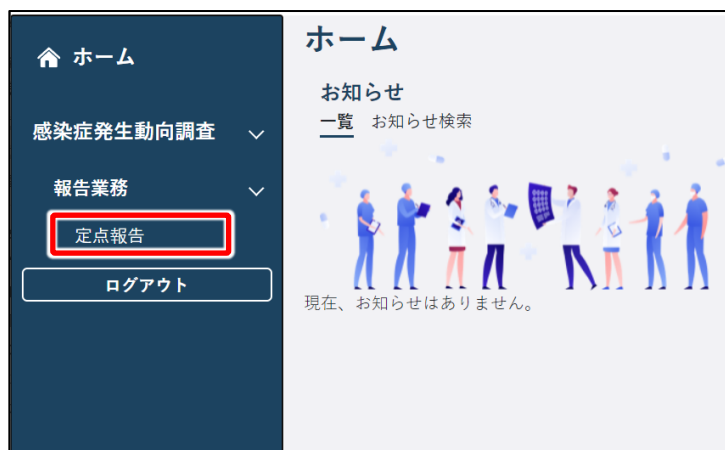 ホーム
感染症発生動向調査
報告業務
定点報告
ログアウト
ホーム
お知らせ
一覧 お知らせ検索
現在、お知らせはありません。